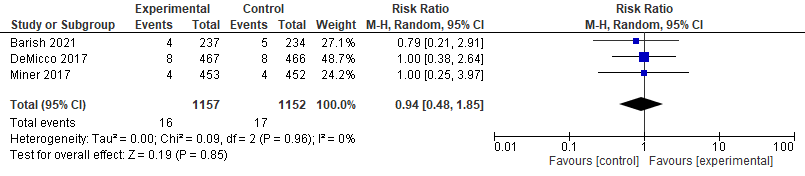 Experimental Control Risk Ratio Risk Ratio
Study or Subgroup Events Total Events Total Weight M-H, Random, 95% CI M-H, Random, 95% CI
Barish 2021 4 237 5 234 27.1% 0.79 [0.21, 2.91]
DeMicco 2017 8 467 8 466 48.7% 1.00 [0.38, 2.64]
Miner 2017 4 453 4 452 24.2% 1.00 [0.25, 3.97]
Total (95% CI) 1157 1152 100.0% 0.94 [0.48, 1.85]
Total events 16 17
Heterogeneity: Tau² = 0.00; Chi² = 0.09, df = 2 (P = 0.96); I² = 0%
Test for overall effect: Z = 0.19 (P = 0.85)
0.01 0.1 1 10 100
Favours [control] Favours [experimental]